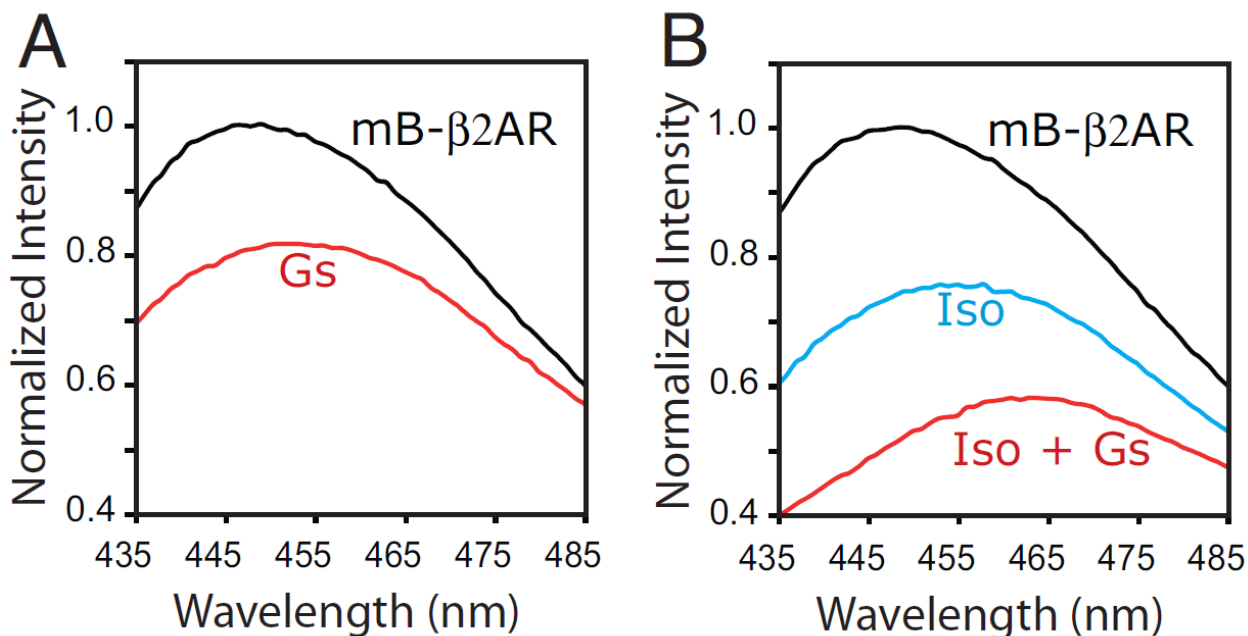 A
Normalized Intensity
1.0
0.8
0.6
0.4
mB-β2AR
Gs
435 445 455 465 475 485
Wavelength (nm)
B
Normalized Intensity
1.0
0.8
0.6
0.4
mB-β2AR
Iso
Iso + Gs
435 445 455 465 475 485
Wavelength (nm)